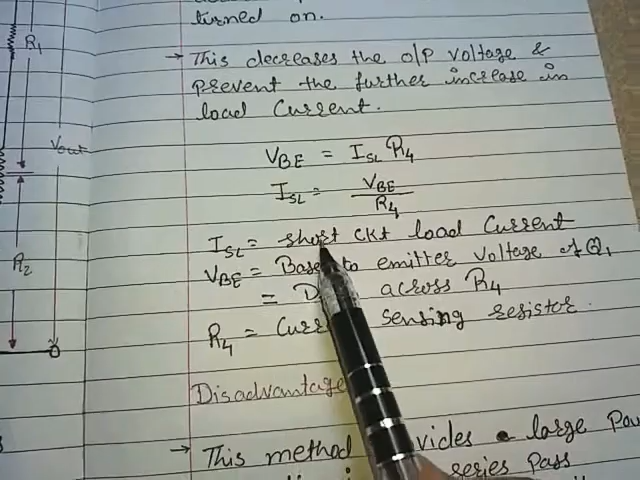 turned on.
R1
→ This decreases the o/p voltage &
prevent the further increase in
load Current.
Vout
VBE = ISL R4
ISL = VBE / R4
ISL = short ckt load Current
VBE = Base to emitter voltage of Q1
R2
= across R4
R4 = sensing resistor.
Disadvantage
→ This method a large
series pass